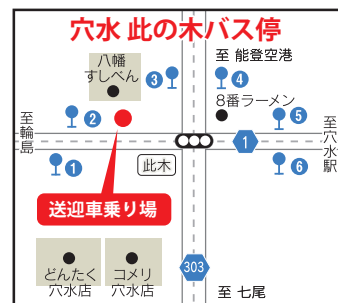 穴水 此の木バス停
八幡
すしべん
3
至 能登空港
4
8番ラーメン
至輪島
2
5
1
至穴水駅
1
此木
6
送迎車乗り場
どんたく
穴水店
コメリ
穴水店
303
至 七尾